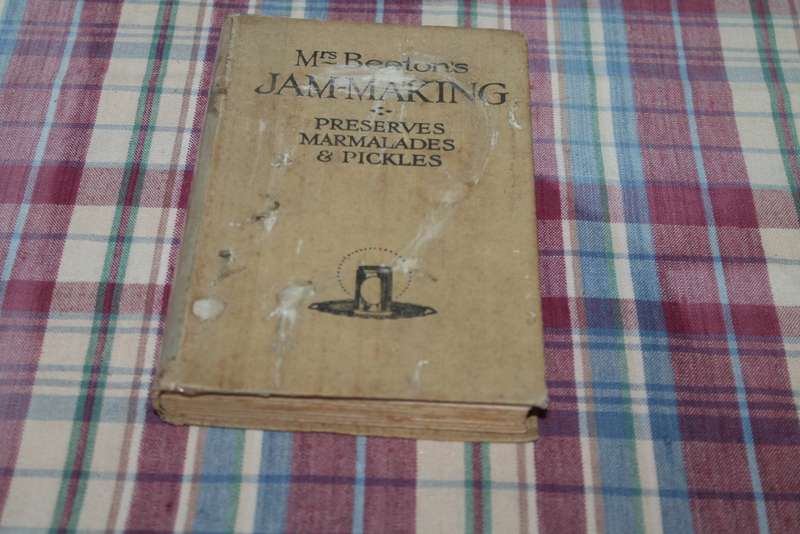 Mrs Beeton's
JAM-MAKING
PRESERVES
MARMALADES
& PICKLES